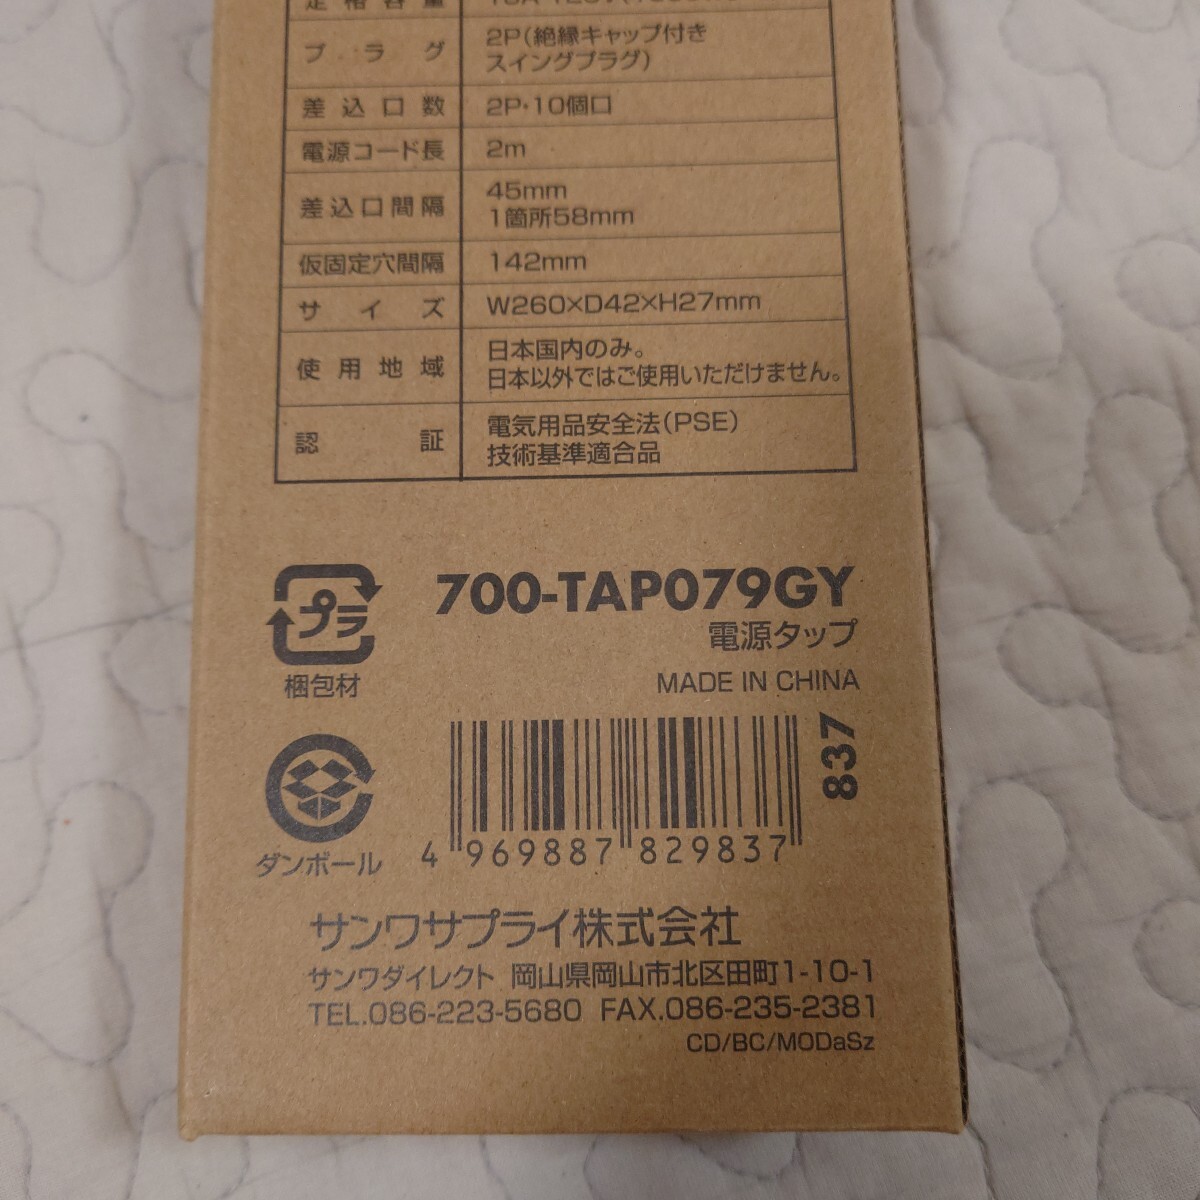 定格容量
プラグ 2P(絶縁キャップ付き
スイングプラグ)
差込口数 2P・10個口
電源コード長 2m
差込口間隔 45mm
1箇所58mm
仮固定穴間隔 142mm
サイズ W260×D42×H27mm
使用地域 日本国内のみ。
日本以外ではご使用いただけません。
認証 電気用品安全法(PSE)
技術基準適合品
プラ
梱包材
700-TAP079GY
電源タップ
MADE IN CHINA
ダンボール
4 969887 829837
837
サンワサプライ株式会社
サンワダイレクト 岡山県岡山市北区田町1-10-1
TEL.086-223-5680 FAX.086-235-2381
CD/BC/MODaSz